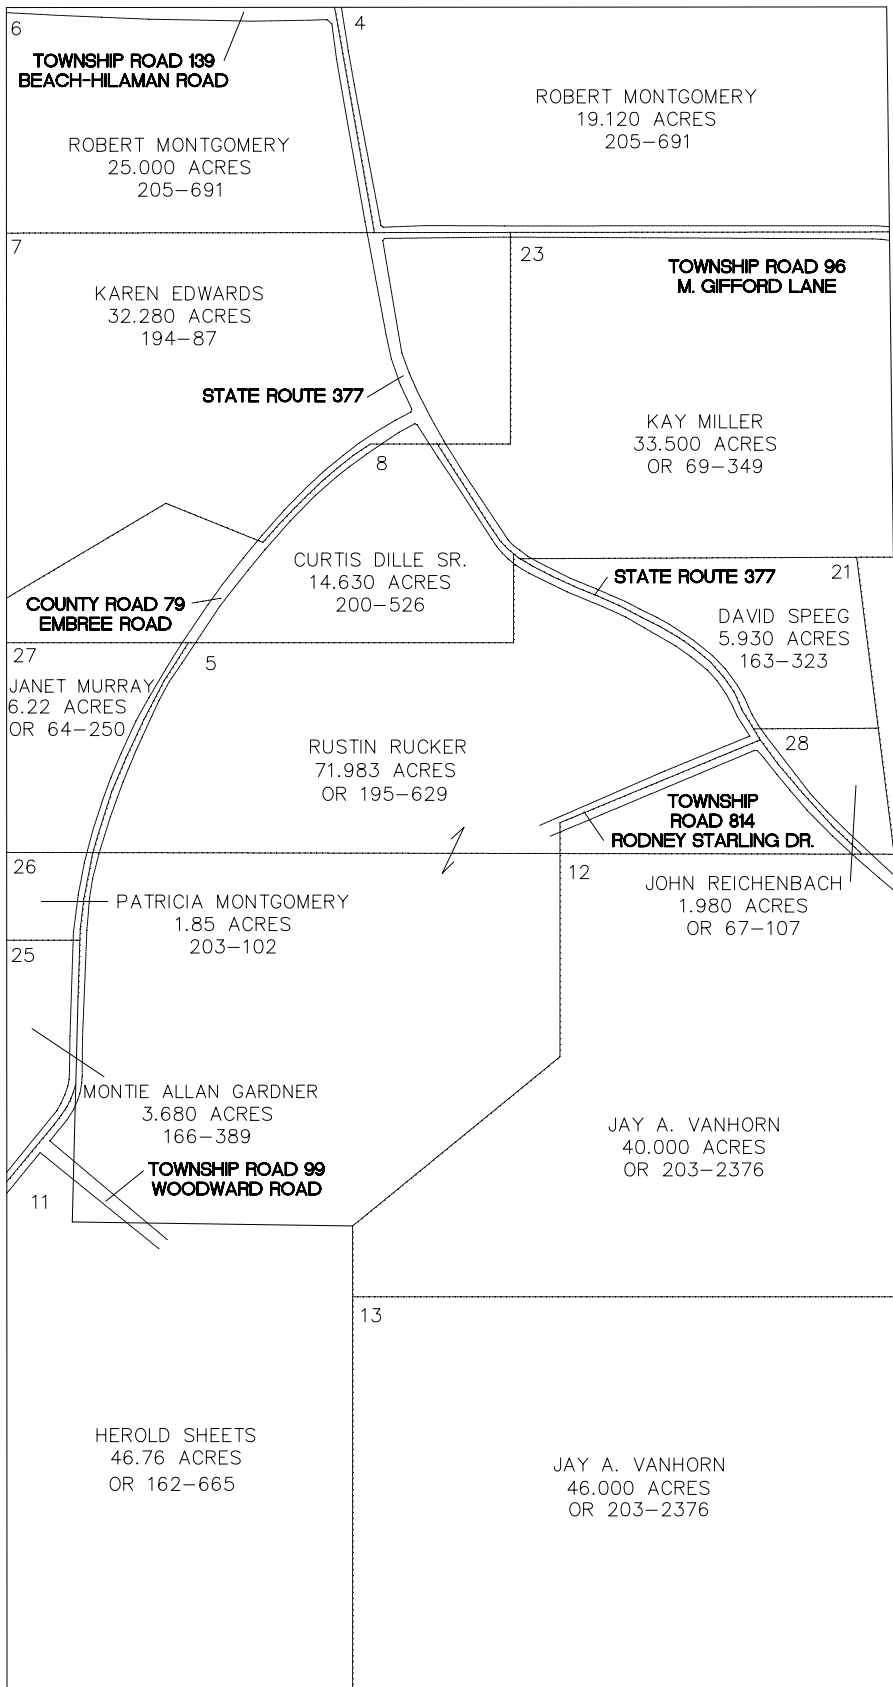 6
4
TOWNSHIP ROAD 139
BEACH-HILAMAN ROAD
ROBERT MONTGOMERY
25.000 ACRES
205-691
ROBERT MONTGOMERY
19.120 ACRES
205-691
7
23
TOWNSHIP ROAD 96
M. GIFFORD LANE
KAREN EDWARDS
32.280 ACRES
194-87
STATE ROUTE 377
KAY MILLER
33.500 ACRES
OR 69-349
8
CURTIS DILLE SR.
14.630 ACRES
200-526
STATE ROUTE 377
21
COUNTY ROAD 79
EMBREE ROAD
DAVID SPEEG
5.930 ACRES
163-323
27
JANET MURRAY
6.22 ACRES
OR 64-250
5
RUSTIN RUCKER
71.983 ACRES
OR 195-629
28
TOWNSHIP
ROAD 814
RODNEY STARLING DR.
26
12
PATRICIA MONTGOMERY
1.85 ACRES
203-102
JOHN REICHENBACH
1.980 ACRES
OR 67-107
25
MONTIE ALLAN GARDNER
3.680 ACRES
166-389
JAY A. VANHORN
40.000 ACRES
OR 203-2376
TOWNSHIP ROAD 99
WOODWARD ROAD
11
13
HEROLD SHEETS
46.76 ACRES
OR 162-665
JAY A. VANHORN
46.000 ACRES
OR 203-2376